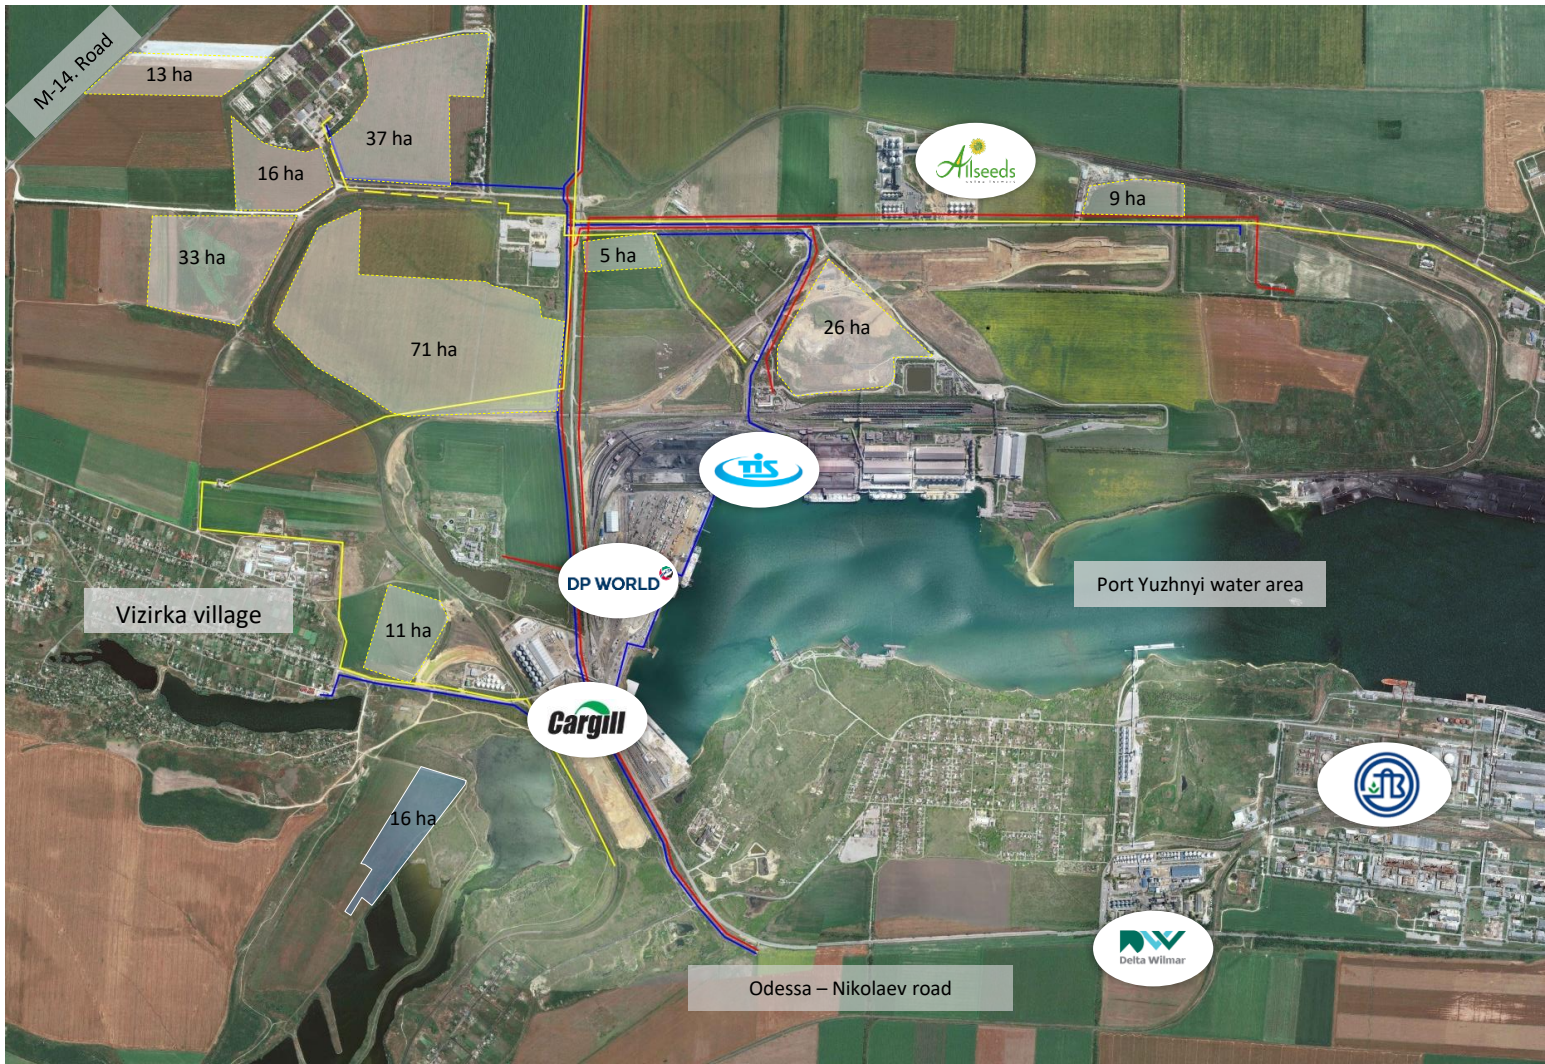 M-14. Road
13 ha
37 ha
16 ha
Allseeds
9 ha
33 ha
5 ha
26 ha
71 ha
TiS
DP WORLD
Port Yuzhnyi water area
Vizirka village
11 ha
Cargill
16 ha
Delta Wilmar
Odessa – Nikolaev road